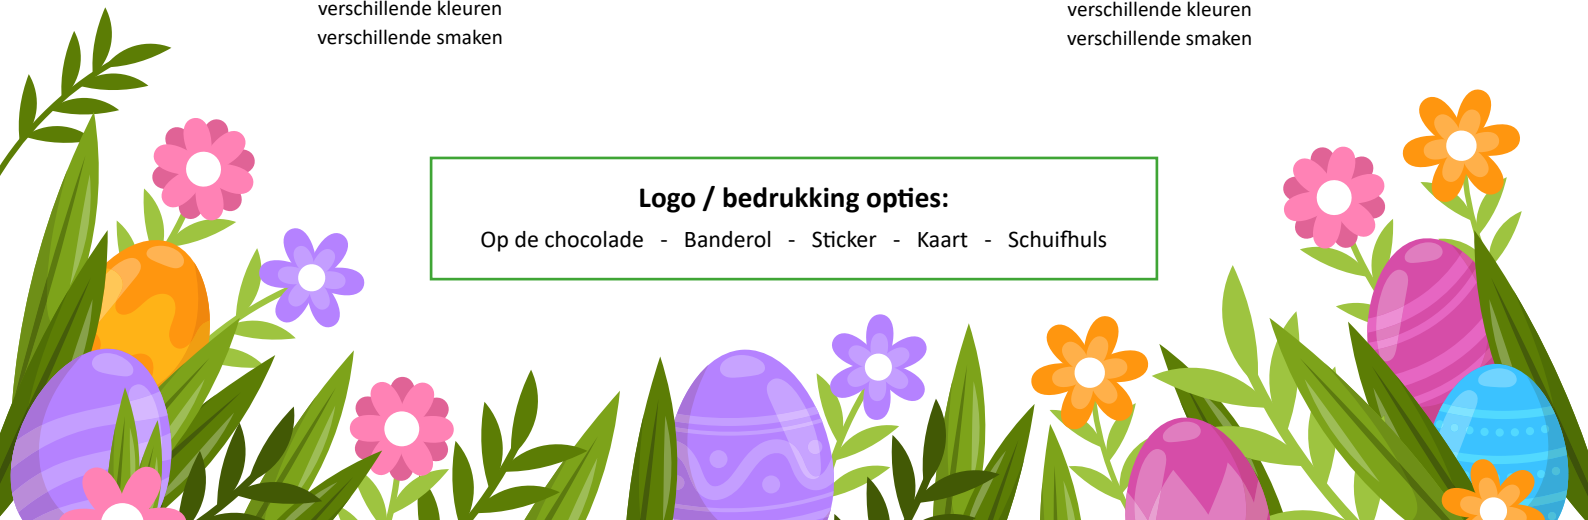 verschillende kleuren
verschillende smaken
verschillende kleuren
verschillende smaken
Logo / bedrukking opties:
Op de chocolade - Banderol - Sticker - Kaart - Schuifhuls